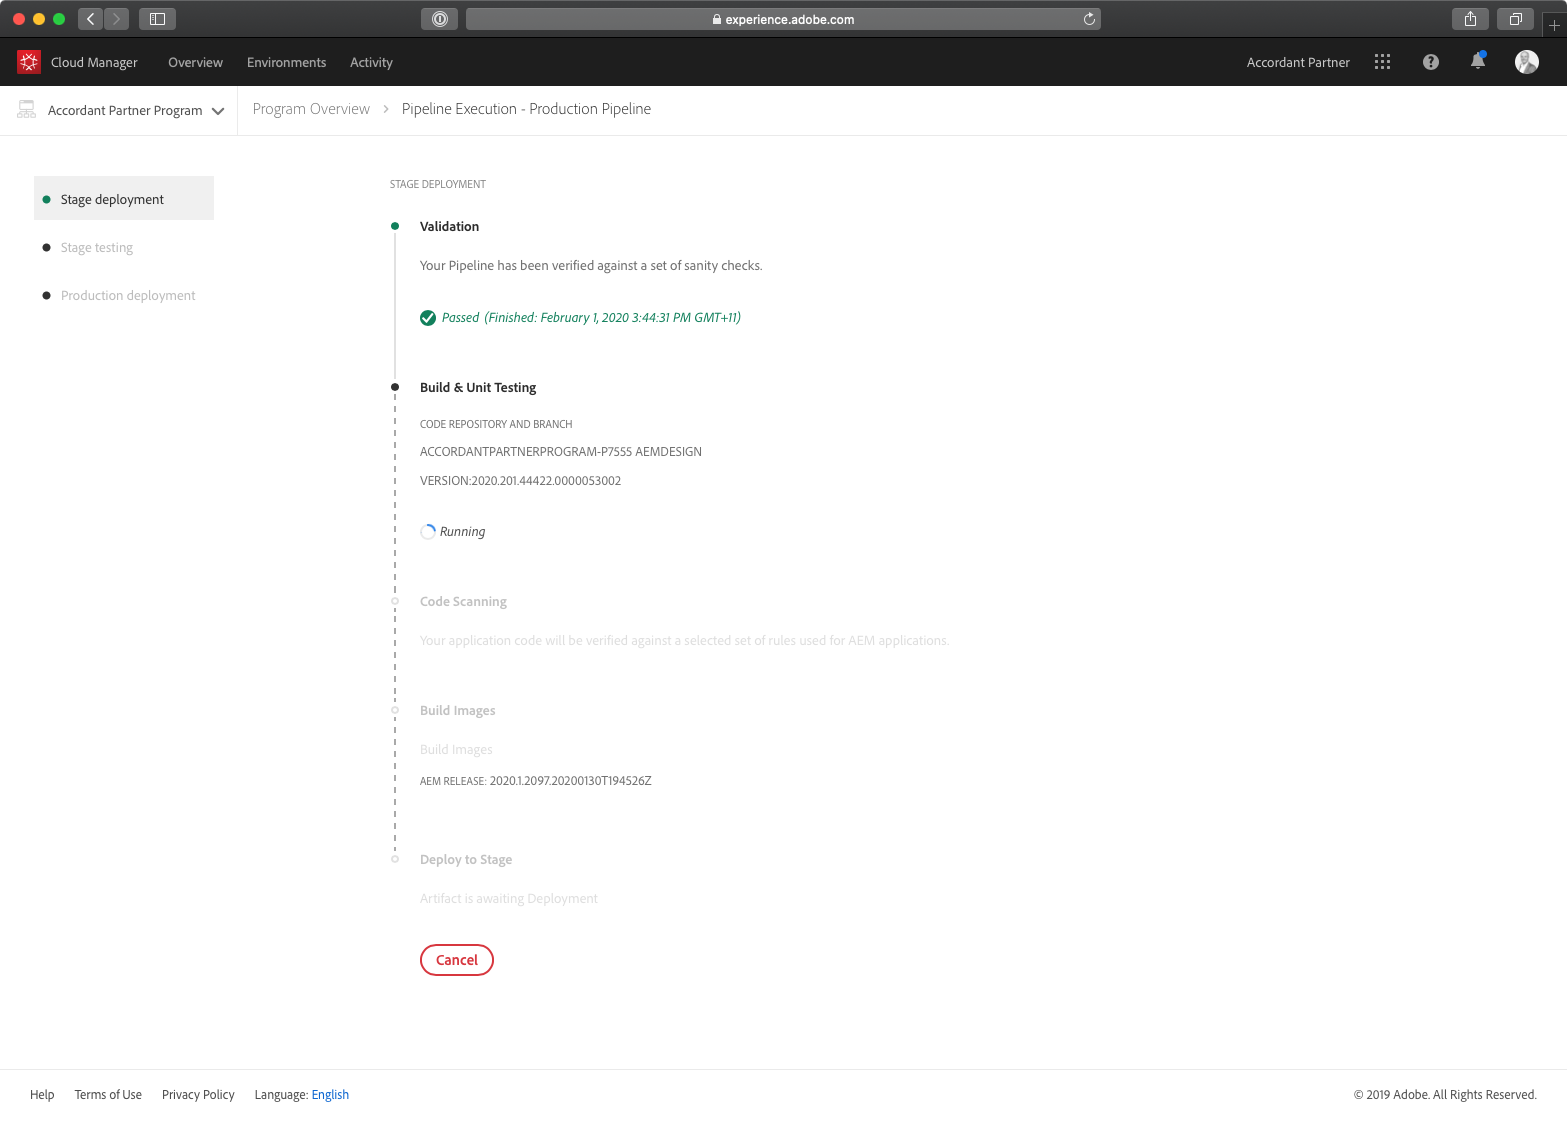 experience.adobe.com
Cloud Manager Overview Environments Activity Accordant Partner
Accordant Partner Program Program Overview > Pipeline Execution - Production Pipeline
Stage deployment
Stage testing
Production deployment
STAGE DEPLOYMENT
Validation
Your Pipeline has been verified against a set of sanity checks.
Passed (Finished: February 1, 2020 3:44:31 PM GMT+11)
Build & Unit Testing
CODE REPOSITORY AND BRANCH
ACCORDANTPARTNERPROGRAM-P7555 AEMDESIGN
VERSION:2020.201.44422.0000053002
Running
Code Scanning
Your application code will be verified against a selected set of rules used for AEM applications.
Build Images
Build Images
AEM RELEASE: 2020.1.2097.20200130T194526Z
Deploy to Stage
Artifact is awaiting Deployment
Cancel
Help Terms of Use Privacy Policy Language: English © 2019 Adobe. All Rights Reserved.